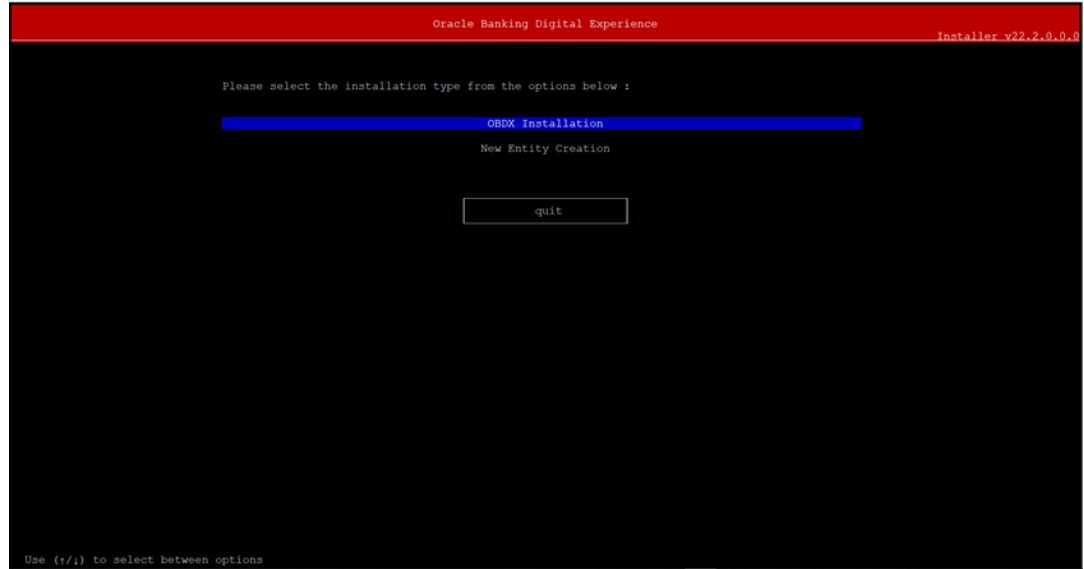 Oracle Banking Digital Experience
Installer v22.2.0.0.0
Please select the installation type from the options below :
OBDX Installation
New Entity Creation
quit
Use (↑/↓) to select between options